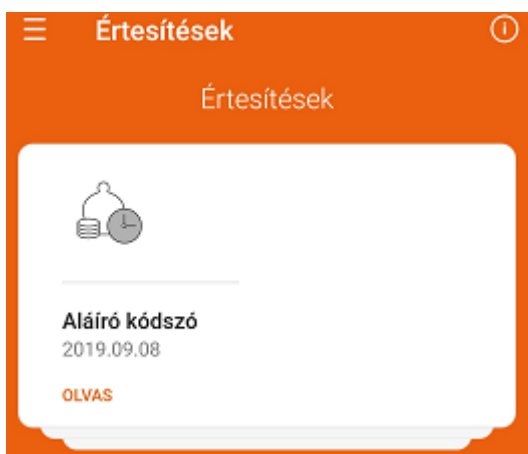 Értesítések
Értesítések
Aláíró kódszó
2019.09.08
OLVAS